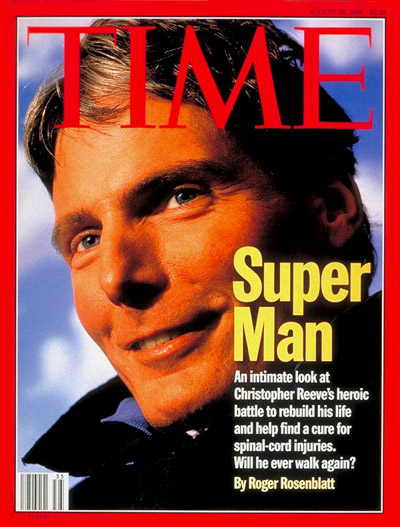 TIME
Super
Man
An intimate look at
Christopher Reeve's heroic
battle to rebuild his life
and help find a cure for
spinal-cord injuries.
Will he ever walk again?
By Roger Rosenblatt
35